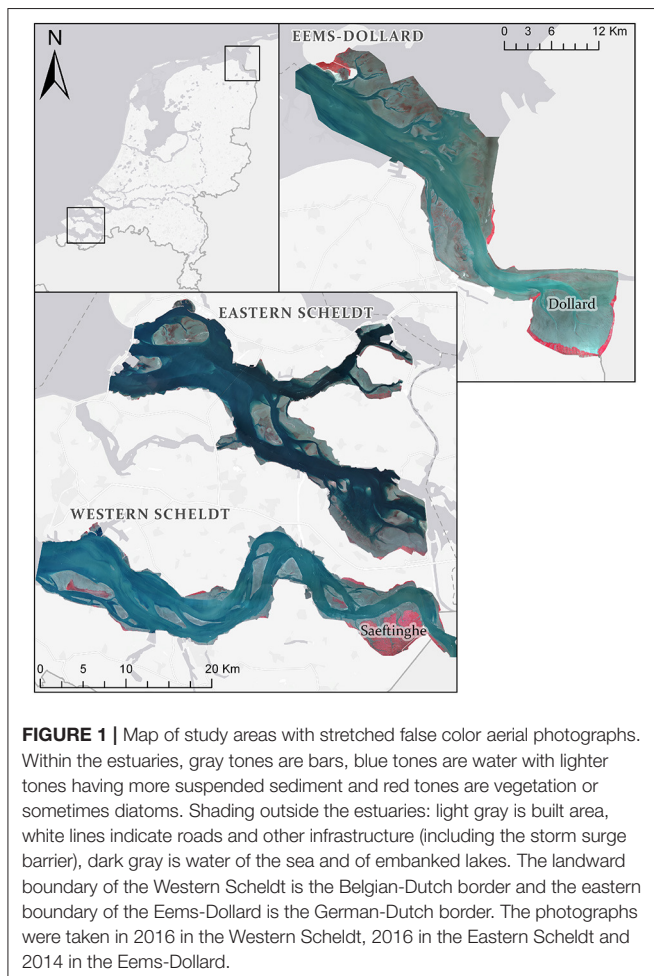 N
EEMS-DOLLARD
0 3 6 12 Km
Dollard
EASTERN SCHELDT
WESTERN SCHELDT
Saeftinghe
0 5 10 20 Km
FIGURE 1 | Map of study areas with stretched false color aerial photographs.
Within the estuaries, gray tones are bars, blue tones are water with lighter
tones having more suspended sediment and red tones are vegetation or
sometimes diatoms. Shading outside the estuaries: light gray is built area,
white lines indicate roads and other infrastructure (including the storm surge
barrier), dark gray is water of the sea and of embanked lakes. The landward
boundary of the Western Scheldt is the Belgian-Dutch border and the eastern
boundary of the Eems-Dollard is the German-Dutch border. The photographs
were taken in 2016 in the Western Scheldt, 2016 in the Eastern Scheldt and
2014 in the Eems-Dollard.